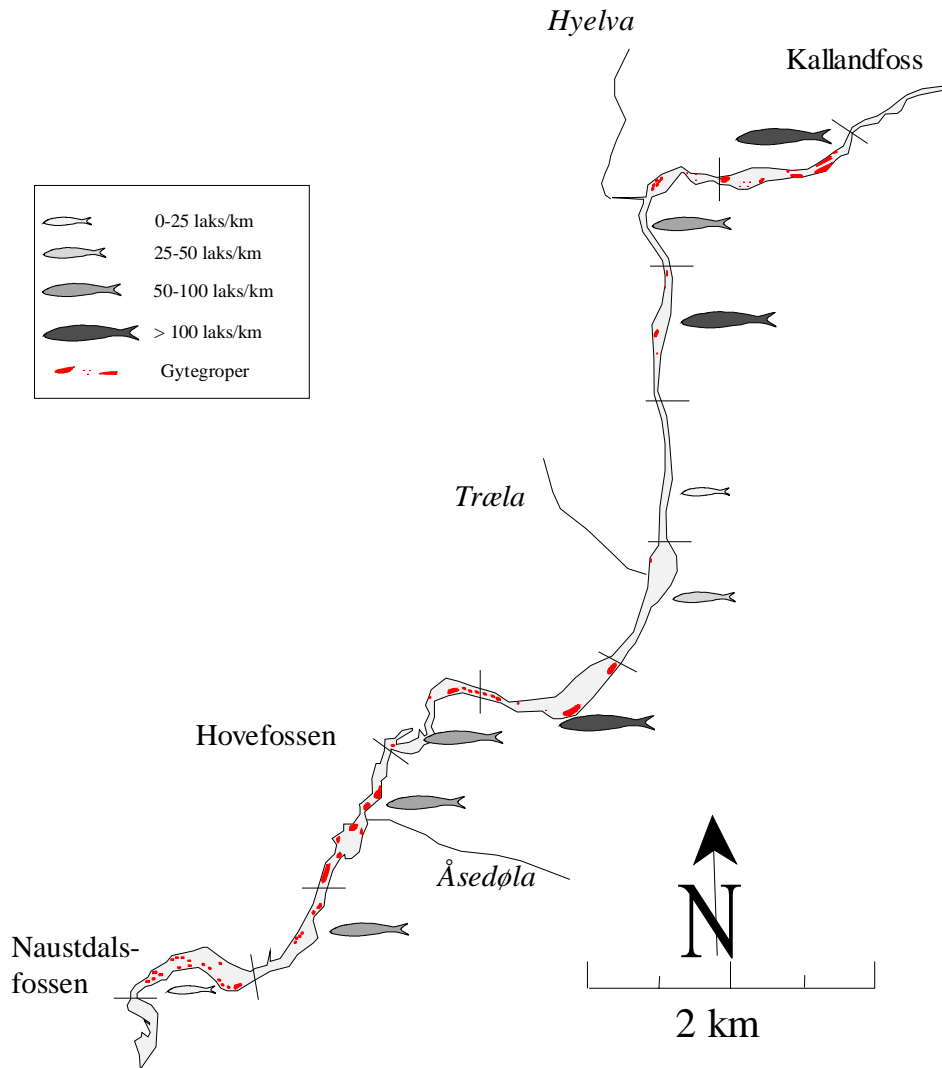 Hyelva
Kallandfoss
0-25 laks/km
25-50 laks/km
50-100 laks/km
> 100 laks/km
Gytegroper
Træla
Hovefossen
Åsedøla
Naustdals-
fossen
N
2 km